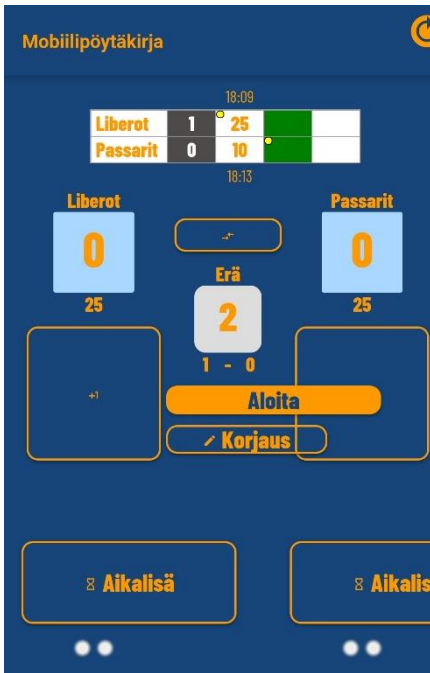 Mobiilipöytäkirja
18:09
Liberot 1 25
Passarit 0 10
18:13
Liberot Passarit
0 0
Erä
25 2 25
1 - 0
+1
Aloita
Korjaus
Aikalisä Aikalis